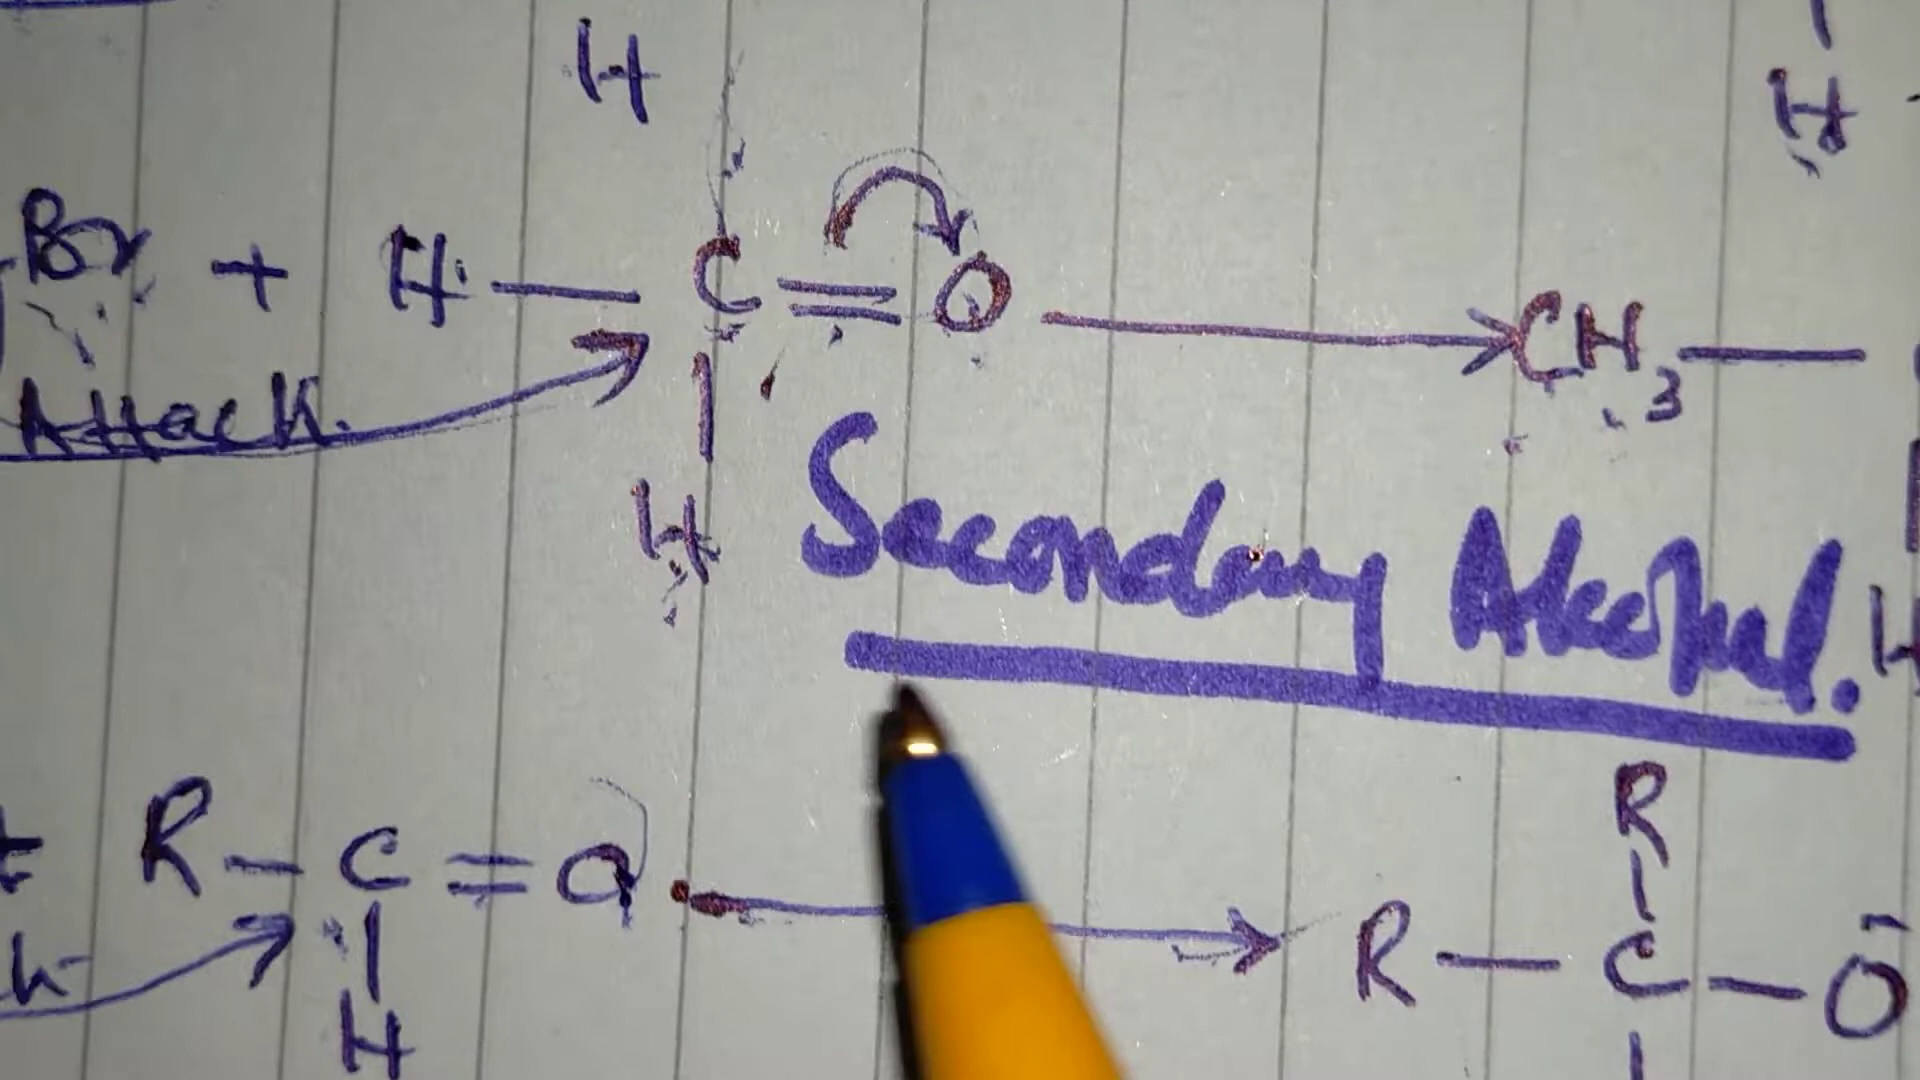 H
H
Br + H — C = O → CH₃ —
Attack.
H
Secondary Alcohol.
H
R
R — C = O → R — C — O⁻
H